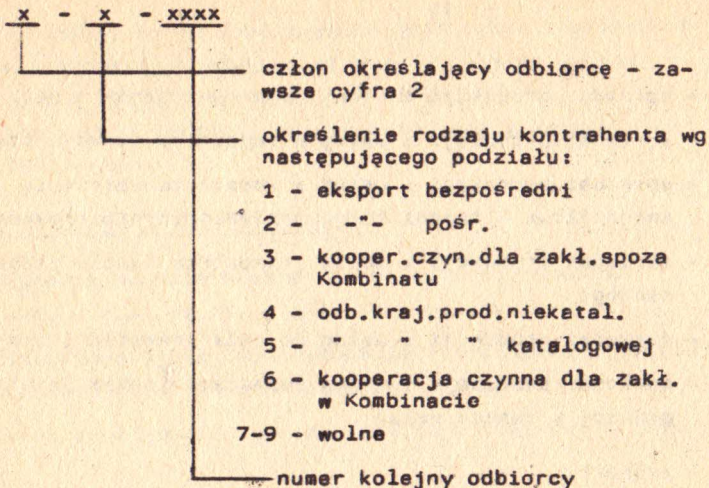 x - x - xxxx
człon określający odbiorcę - za-
wsze cyfra 2
określenie rodzaju kontrahenta wg
następującego podziału:
1 - eksport bezpośredni
2 - -"- pośr.
3 - kooper.czyn.dla zakł.spoza
Kombinatu
4 - odb.kraj.prod.niekatal.
5 - " " " katalogowej
6 - kooperacja czynna dla zakł.
w Kombinacie
7-9 - wolne
numer kolejny odbiorcy